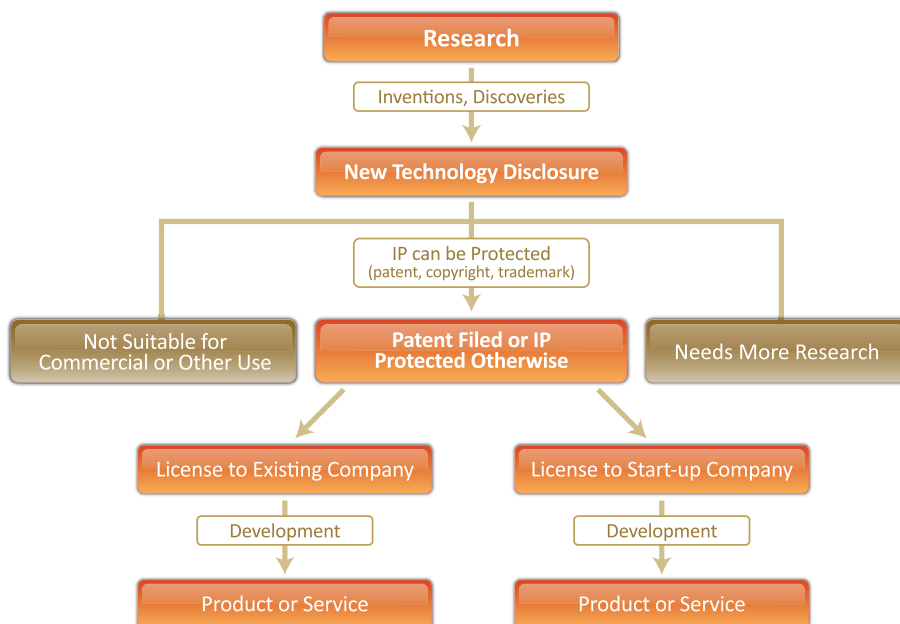 Research
Inventions, Discoveries
New Technology Disclosure
IP can be Protected
(patent, copyright, trademark)
Not Suitable for
Commercial or Other Use
Patent Filed or IP
Protected Otherwise
Needs More Research
License to Existing Company
License to Start-up Company
Development
Development
Product or Service
Product or Service